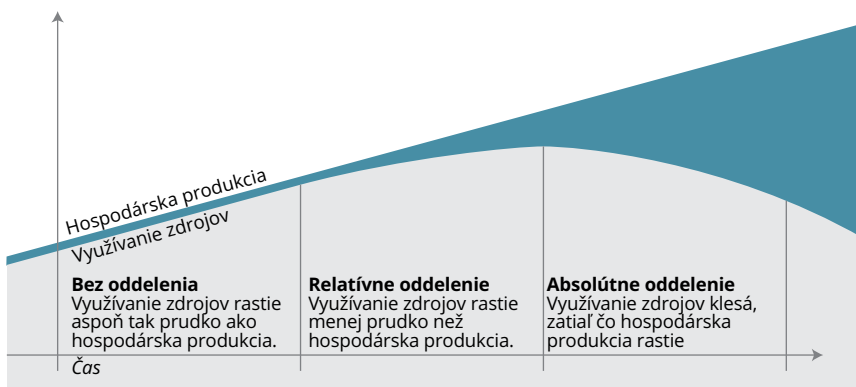 Hospodárska produkcia
Využívanie zdrojov
Bez oddelenia
Využívanie zdrojov rastie
aspoň tak prudko ako
hospodárska produkcia.
Relatívne oddelenie
Využívanie zdrojov rastie
menej prudko než
hospodárska produkcia.
Absolútne oddelenie
Využívanie zdrojov klesá,
zatiaľ čo hospodárska
produkcia rastie
Čas